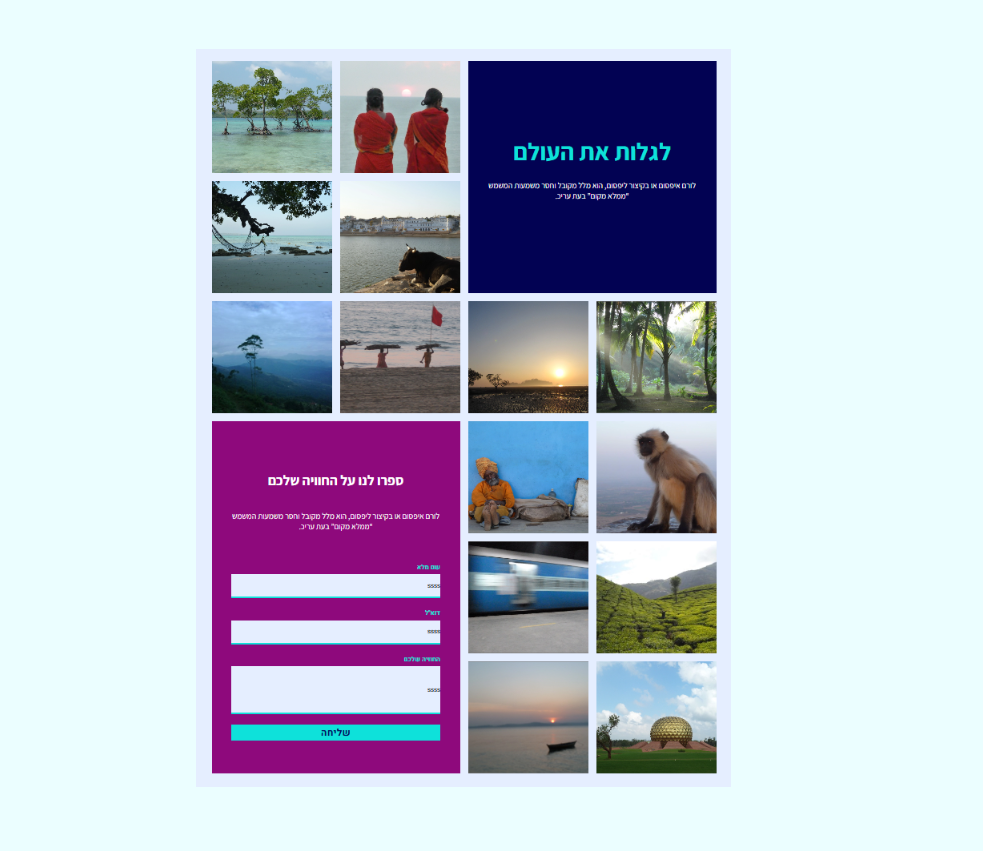 לגלות את העולם
לורם איפסום או בקיצור ליפסום, הוא מלל מקובל וחסר משמעות המשמש
"ממלא מקום" בעת עריכ.
ספרו לנו על החוויה שלכם
לורם איפסום או בקיצור ליפסום, הוא מלל מקובל וחסר משמעות המשמש
"ממלא מקום" בעת עריכ.
שם מלא
ssss
דוא"ל
ssss
החוויה שלכם
ssss
שליחה